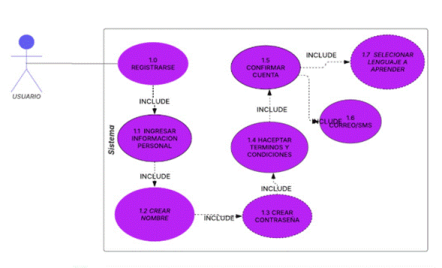 1.0
REGISTRARSE
INCLUDE
1.1 INGRESAR
INFORMACION
PERSONAL
INCLUDE
1.2 CREAR
NOMBRE
INCLUDE
1.3 CREAR
CONTRASEÑA
INCLUDE
1.4 HACEPTAR
TERMINOS Y
CONDICIONES
INCLUDE
1.5
CONFIRMAR
CUENTA
INCLUDE
1.7 SELECIONAR
LENGUAJE A
APRENDER
INCLUDE
1.6
CORREO/SMS
USUARIO
Sistema